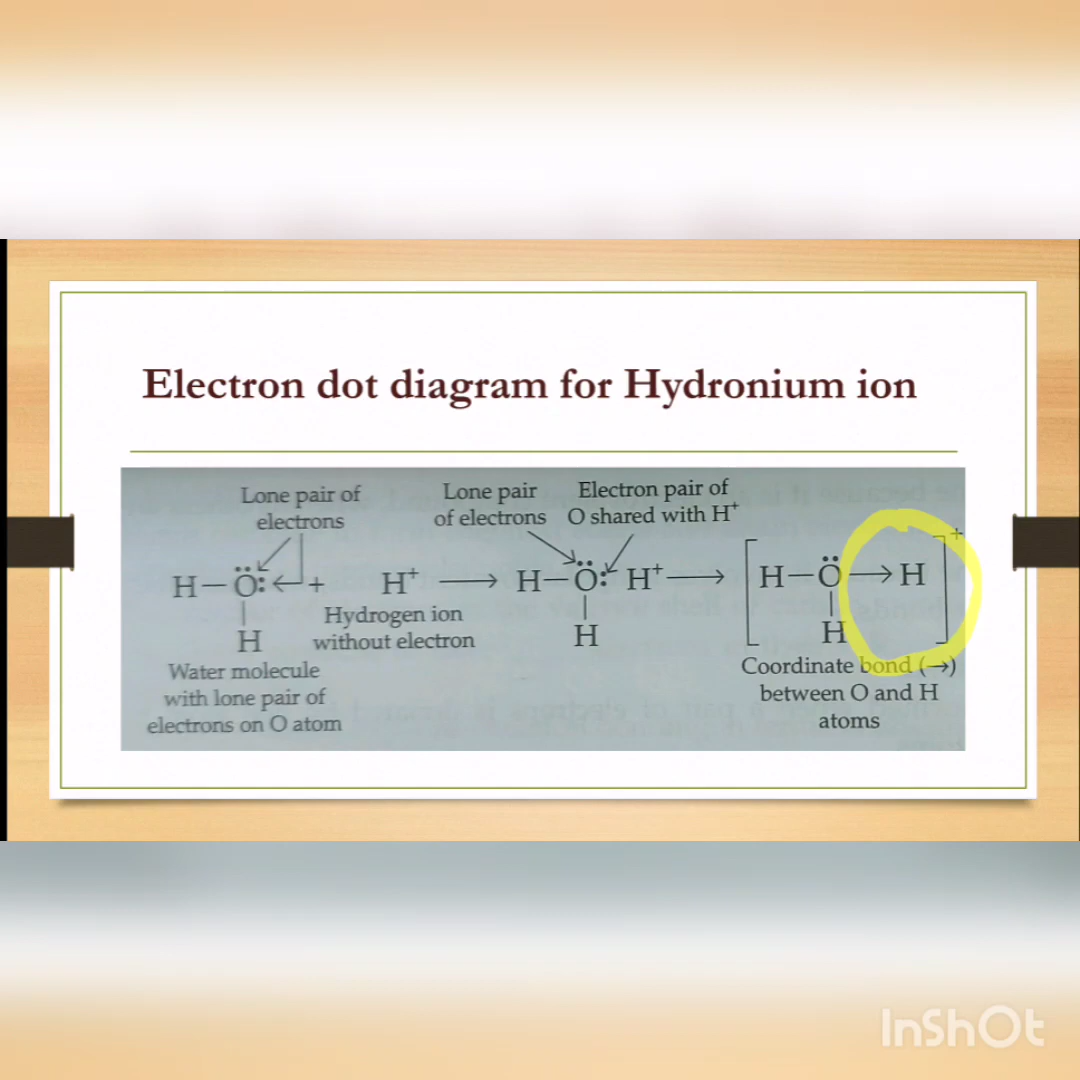 Electron dot diagram for Hydronium ion
Lone pair of
electrons
Lone pair
of electrons
Electron pair of
O shared with H⁺
H—Ö: ← + H⁺ ⟶ H—Ö: H⁺ ⟶ [H—Ö→H]⁺
| | |
H H H
Hydrogen ion
without electron
Water molecule
with lone pair of
electrons on O atom
Coordinate bond (→)
between O and H
atoms
InShOt